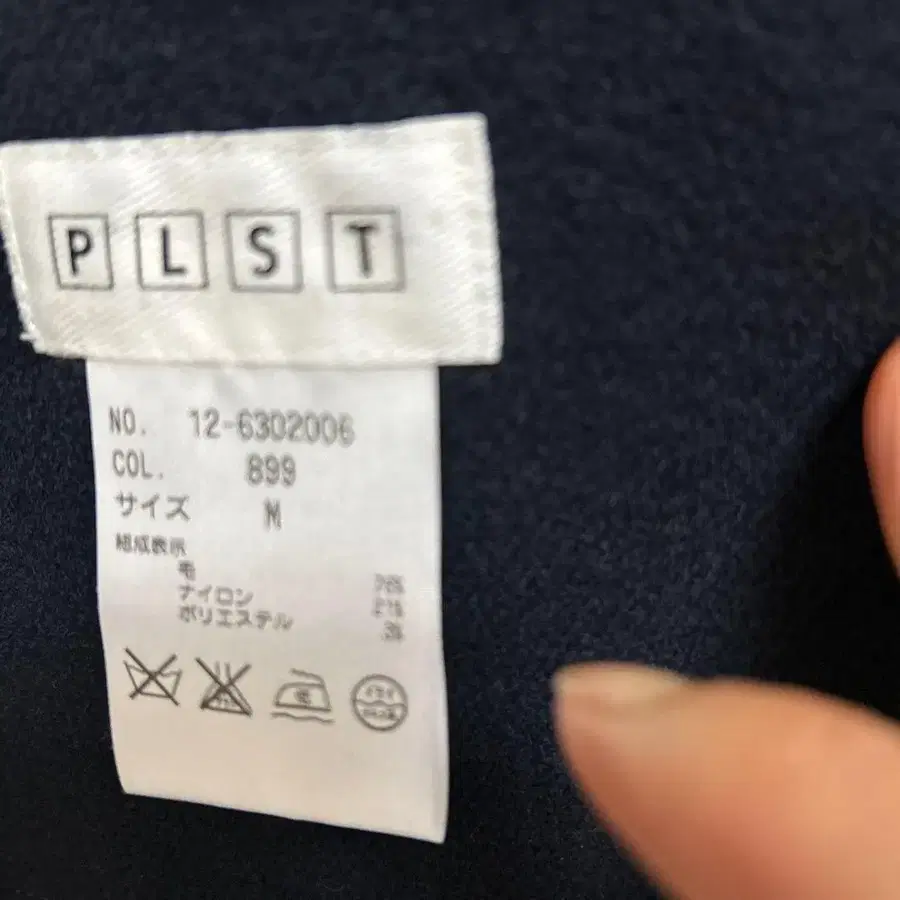 PLST
NO. 12-6302006
COL. 899
サイズ M
組成表示
毛
ナイロン
ポリエステル